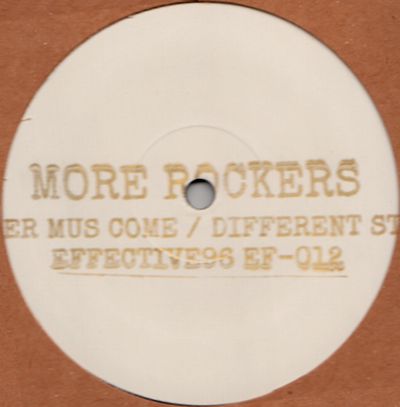 MORE ROCKERS
ER MUS COME / DIFFERENT ST
EFFECTIVE96 EF-012